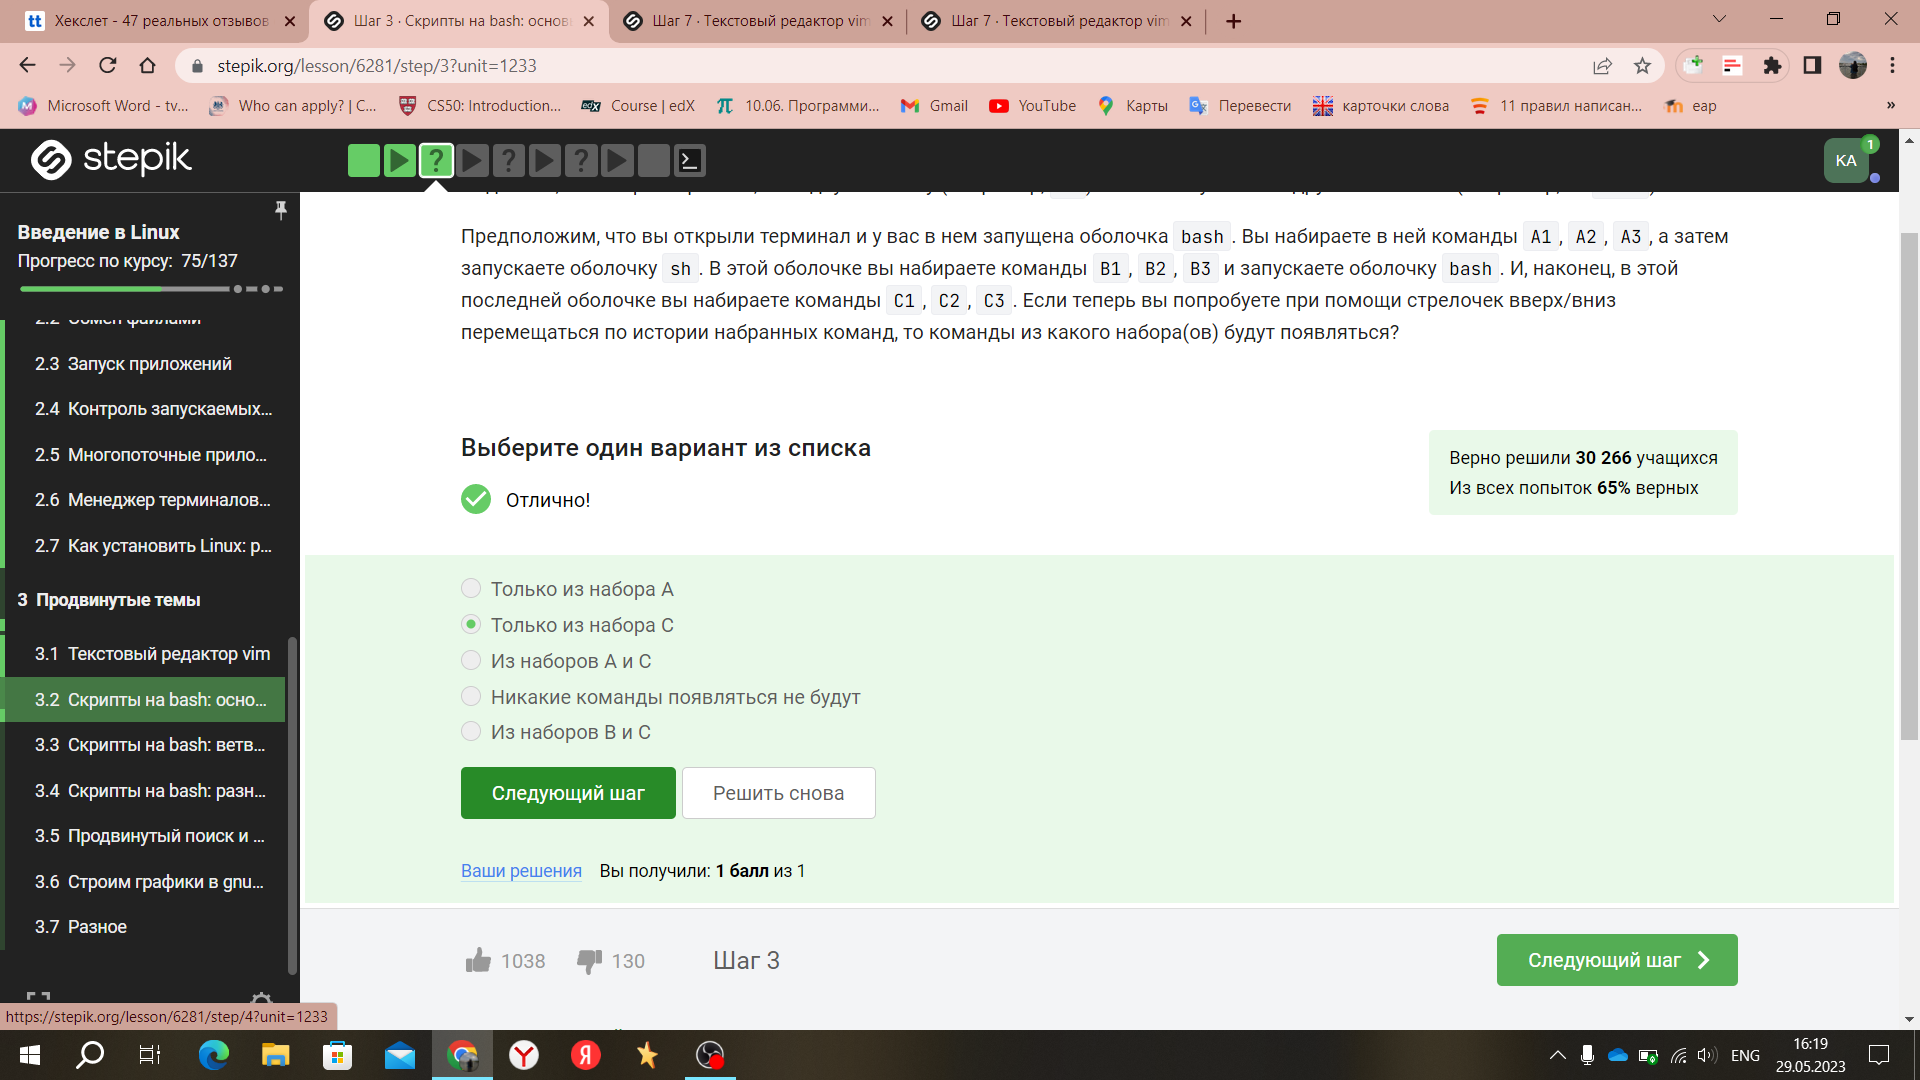 Хекслет - 47 реальных отзывов
Шаг 3 · Скрипты на bash: основ
Шаг 7 · Текстовый редактор vim
Шаг 7 · Текстовый редактор vim
stepik.org/lesson/6281/step/3?unit=1233
Microsoft Word - tv...
Who can apply? | C...
CS50: Introduction...
Course | edX
10.06. Программи...
Gmail
YouTube
Карты
Перевести
карточки слова
11 правил написан...
eap
»
stepik
KA
1
Введение в Linux
Прогресс по курсу: 75/137
2.2 Обмен файлами
2.3 Запуск приложений
2.4 Контроль запускаемых...
2.5 Многопоточные прило...
2.6 Менеджер терминалов...
2.7 Как установить Linux: р...
3 Продвинутые темы
3.1 Текстовый редактор vim
3.2 Скрипты на bash: осно...
3.3 Скрипты на bash: ветв...
3.4 Скрипты на bash: разн...
3.5 Продвинутый поиск и ...
3.6 Строим графики в gnu...
3.7 Разное
Предположим, что вы открыли терминал и у вас в нем запущена оболочка bash. Вы набираете в ней команды A1, A2, A3, а затем
запускаете оболочку sh. В этой оболочке вы набираете команды B1, B2, B3 и запускаете оболочку bash. И, наконец, в этой
последней оболочке вы набираете команды C1, C2, C3. Если теперь вы попробуете при помощи стрелочек вверх/вниз
перемещаться по истории набранных команд, то команды из какого набора(ов) будут появляться?
Выберите один вариант из списка
Отлично!
Верно решили 30 266 учащихся
Из всех попыток 65% верных
Только из набора A
Только из набора C
Из наборов A и C
Никакие команды появляться не будут
Из наборов B и C
Следующий шаг
Решить снова
Ваши решения Вы получили: 1 балл из 1
1038
130
Шаг 3
Следующий шаг
https://stepik.org/lesson/6281/step/4?unit=1233
ENG
16:19
29.05.2023